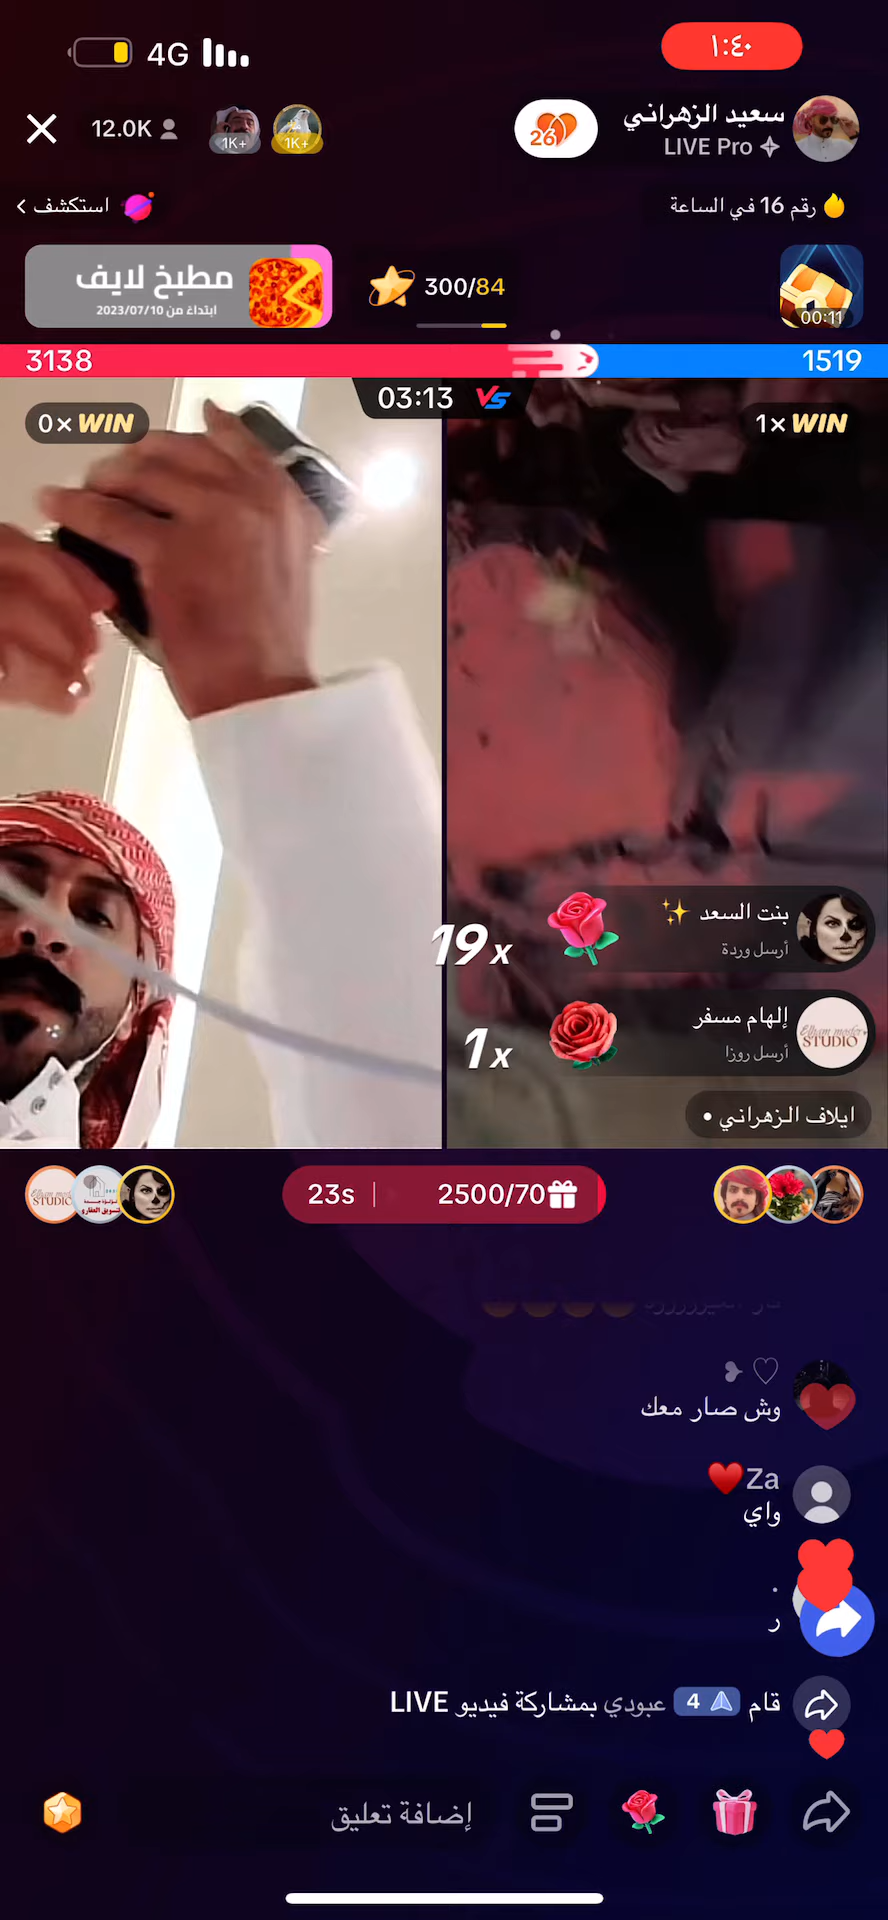 4G
١:٤٠
12.0K
1K+
1K+
26
سعيد الزهراني
LIVE Pro
استكشف
رقم 16 في الساعة
مطبخ لايف
ابتداءً من 2023/07/10
300/84
00:11
3138
1519
03:13
VS
0× WIN
1× WIN
بنت السعد ✨
أرسل وردة
19x
إلهام مسفر
أرسل روزا
1x
STUDIO
ايلاف الزهراني •
23s
2500/70
وش صار معك
Za♥️
واي
.
ر
قام 4 عبودي بمشاركة فيديو LIVE
إضافة تعليق